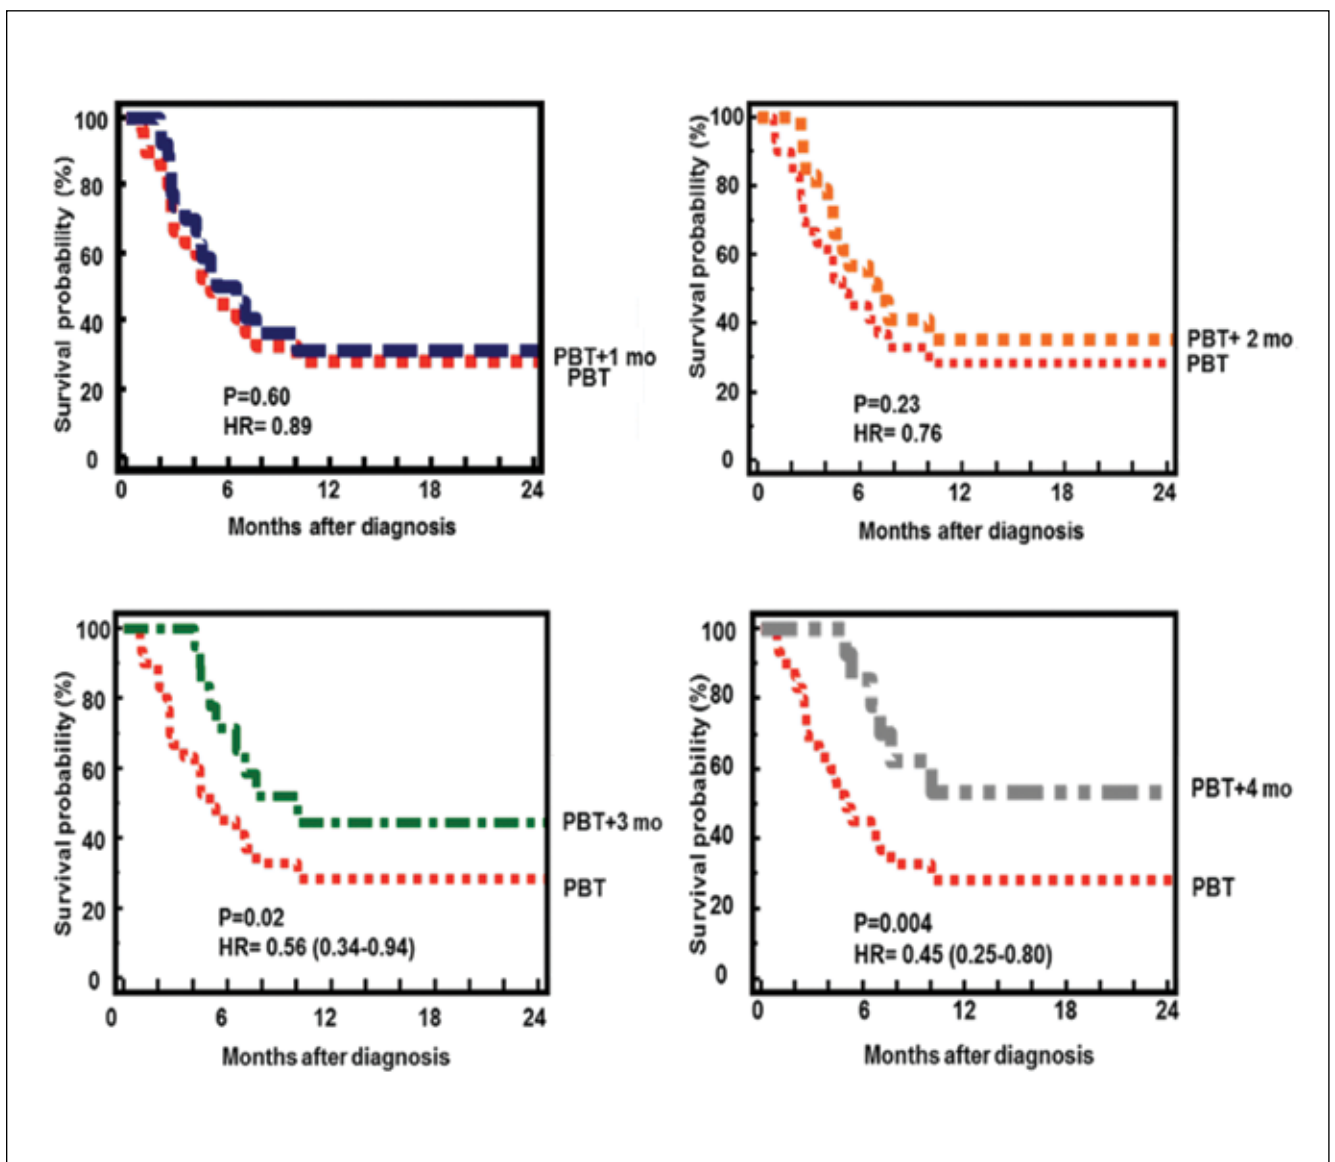 100
80
60
40
20
0
Survival probability (%)
PBT+1 mo
PBT
P=0.60
HR= 0.89
0 6 12 18 24
Months after diagnosis
100
80
60
40
20
0
Survival probability (%)
PBT+ 2 mo
PBT
P=0.23
HR= 0.76
0 6 12 18 24
Months after diagnosis
100
80
60
40
20
0
Survival probability (%)
PBT+3 mo
PBT
P=0.02
HR= 0.56 (0.34-0.94)
0 6 12 18 24
Months after diagnosis
100
80
60
40
20
0
Survival probability (%)
PBT+4 mo
PBT
P=0.004
HR= 0.45 (0.25-0.80)
0 6 12 18 24
Months after diagnosis